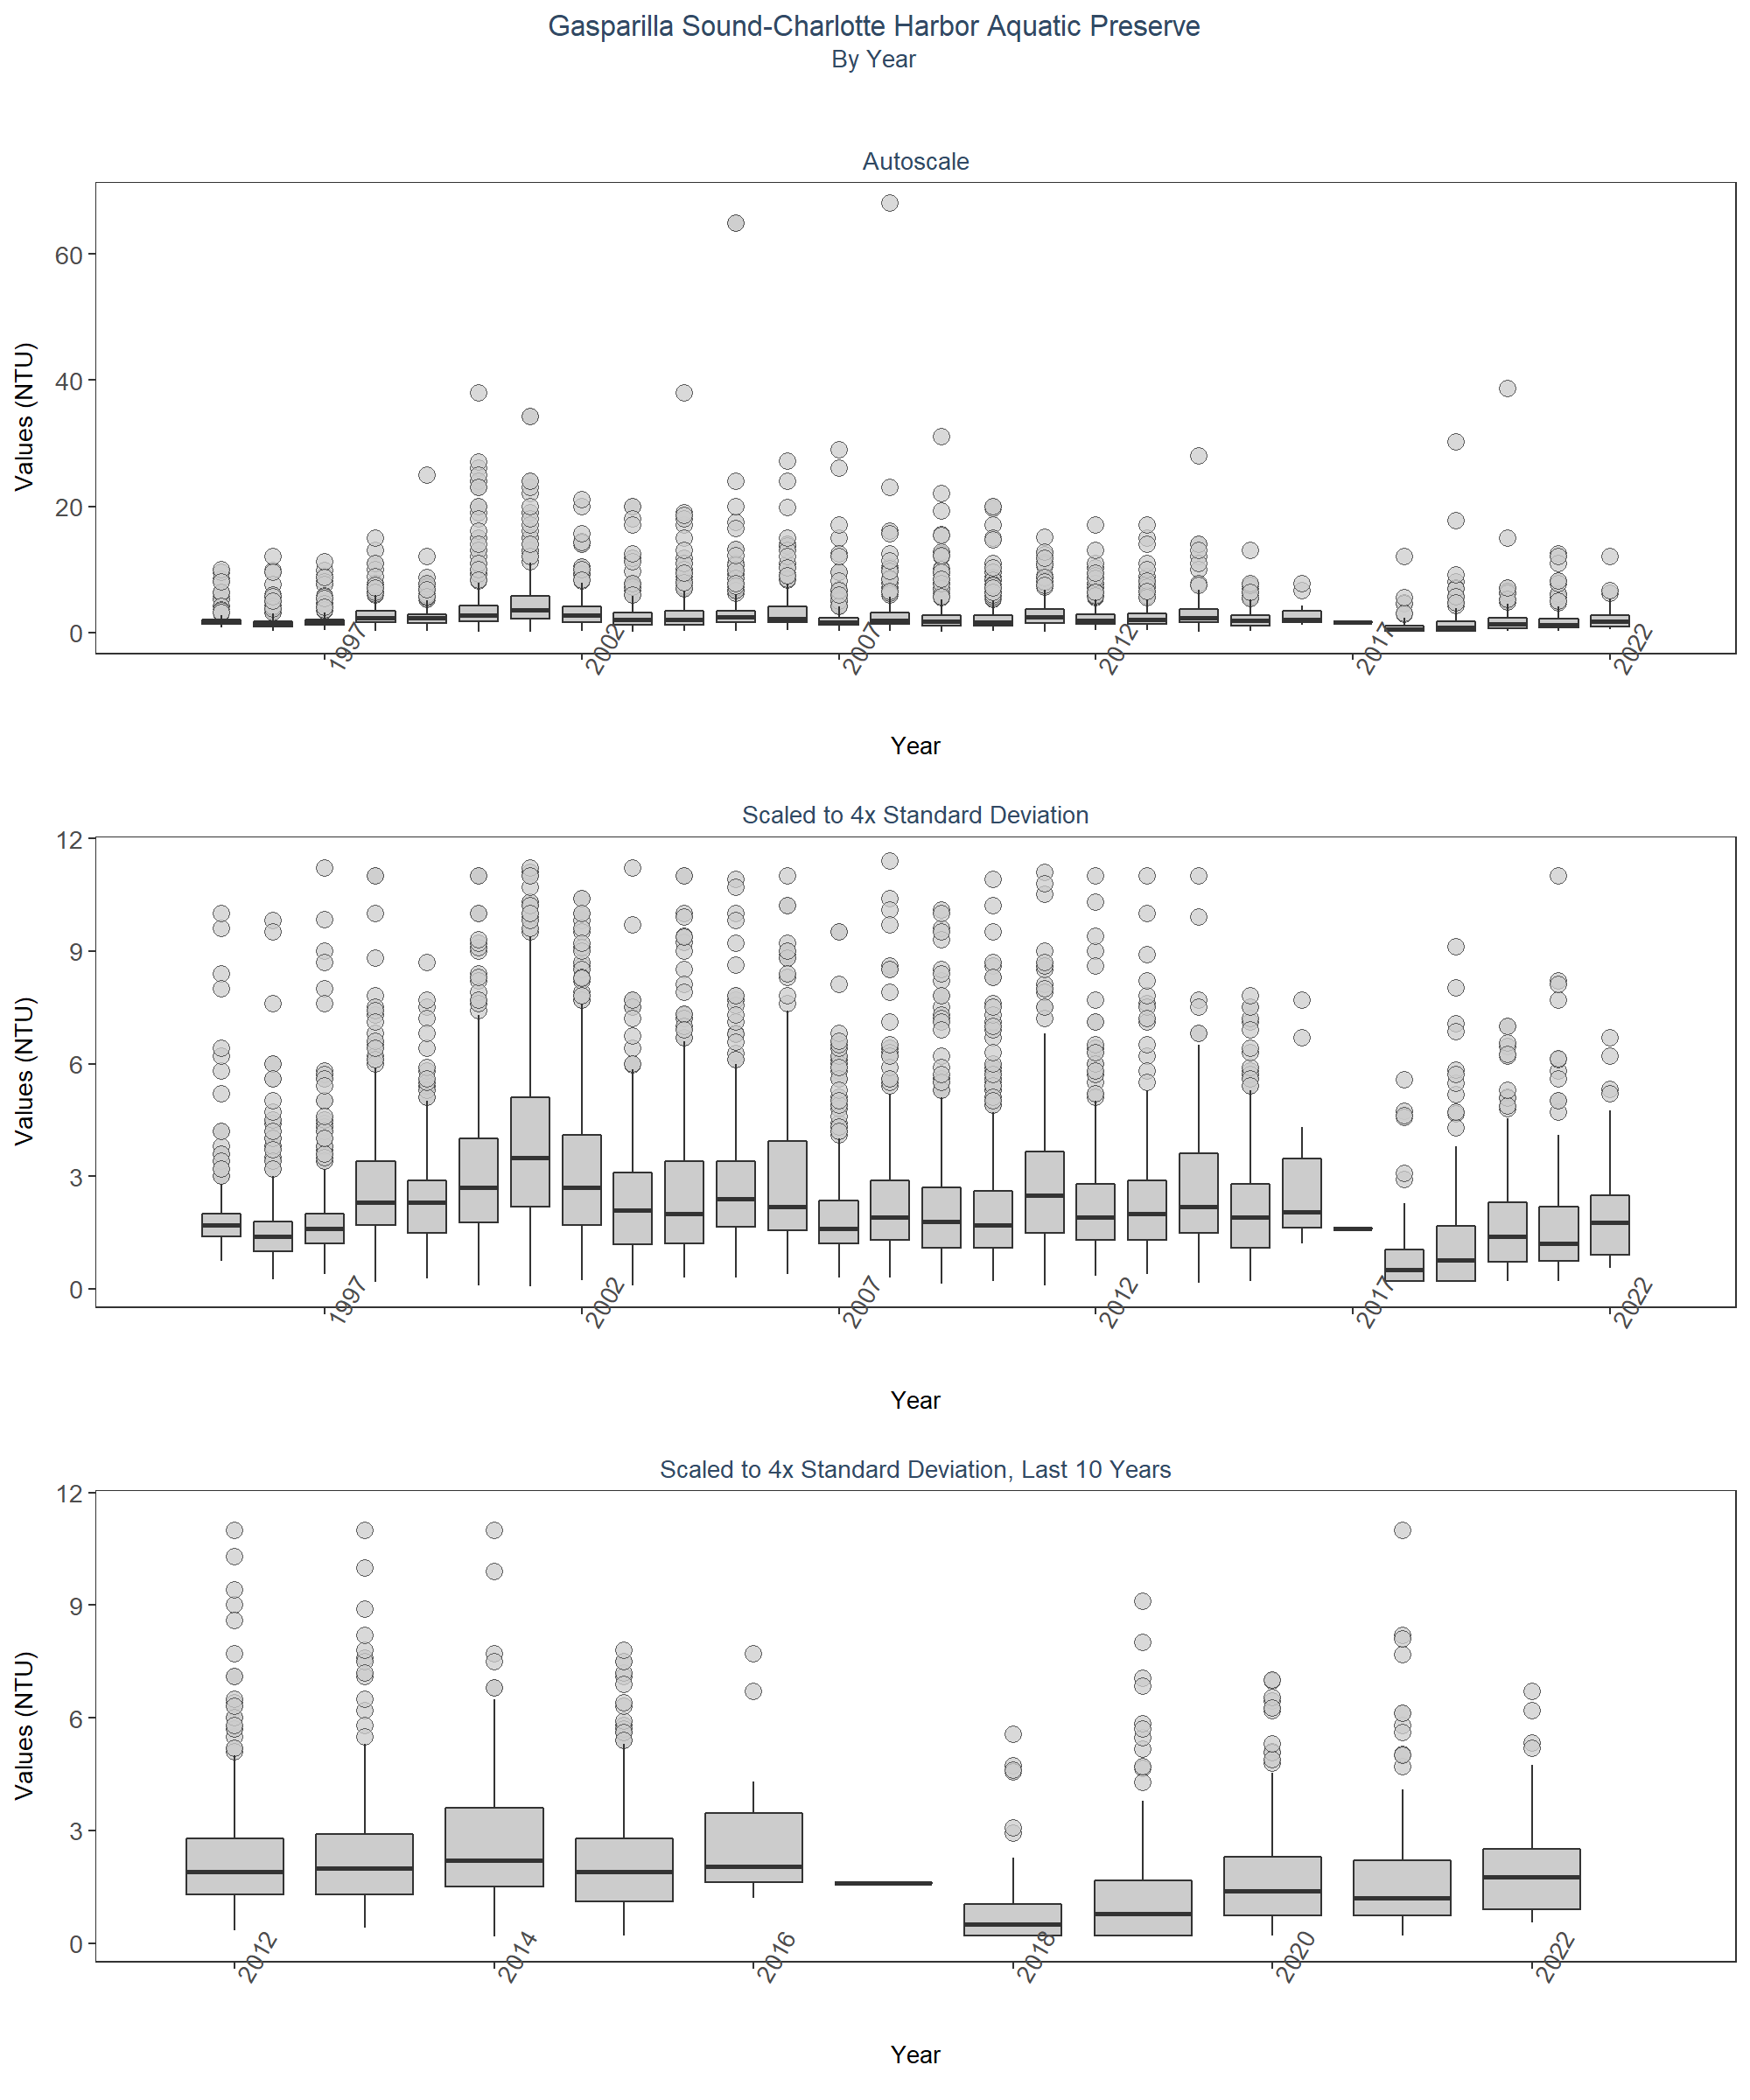 Gasparilla Sound-Charlotte Harbor Aquatic Preserve
By Year
Autoscale
Values (NTU)
60
40
20
0
1997
2002
2007
2012
2017
2022
Year
Scaled to 4x Standard Deviation
Values (NTU)
12
9
6
3
0
1997
2002
2007
2012
2017
2022
Year
Scaled to 4x Standard Deviation, Last 10 Years
Values (NTU)
12
9
6
3
0
2012
2014
2016
2018
2020
2022
Year